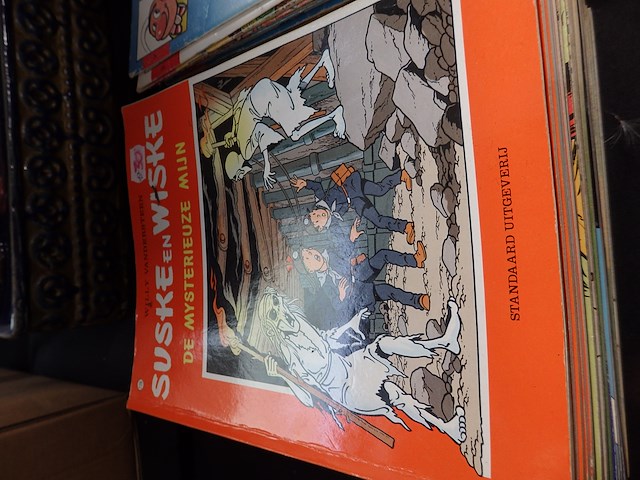 WILLY VANDERSTEEN
SUSKE EN WISKE
DE MYSTERIEUZE MIJN
STANDAARD UITGEVERIJ